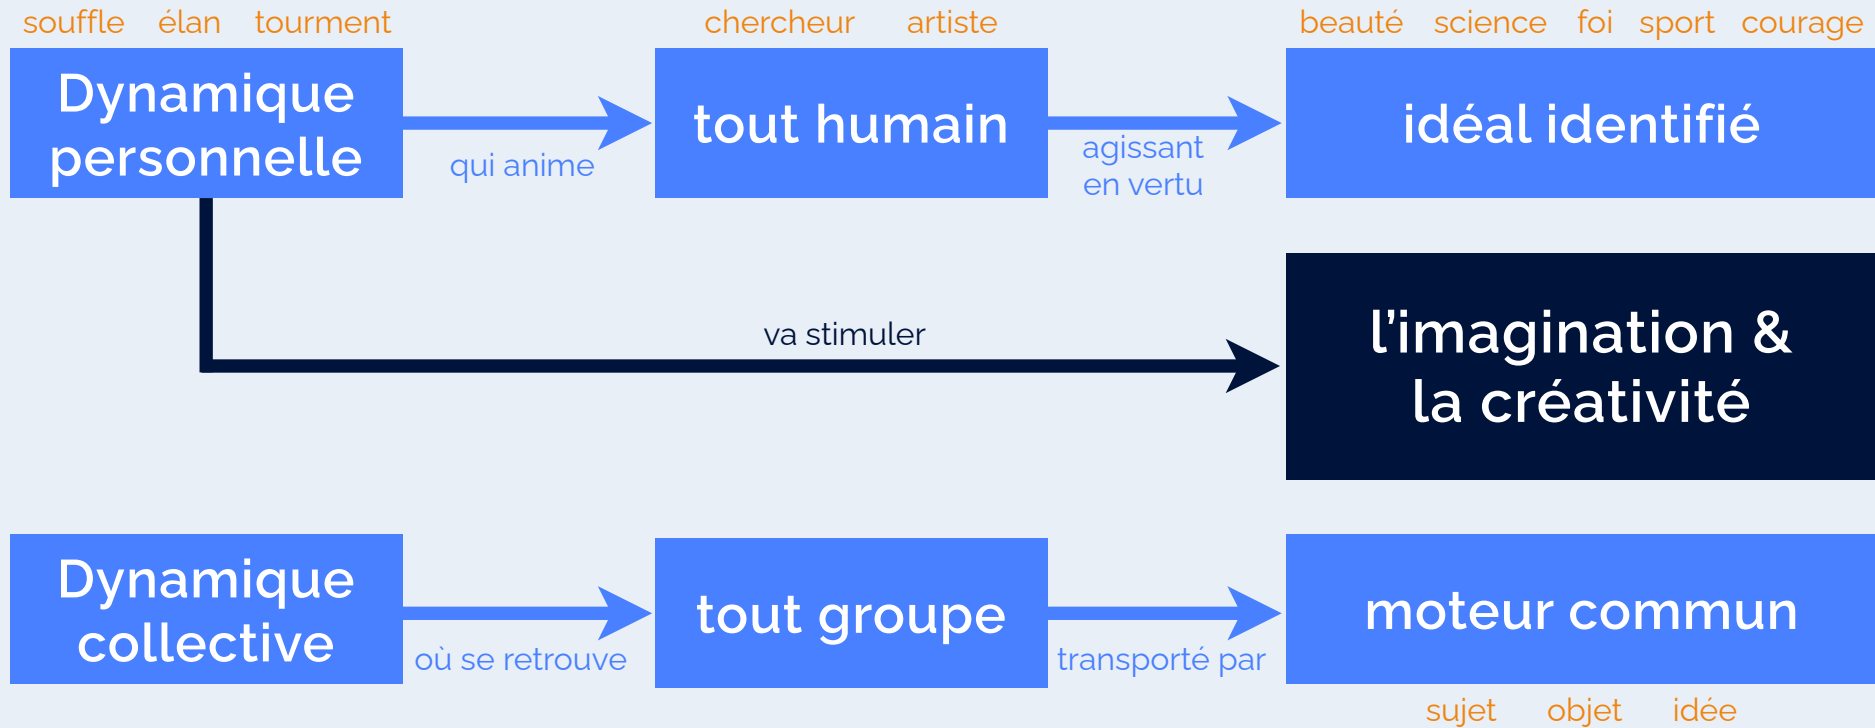 souffle élan tourment
chercheur artiste
beauté science foi sport courage
Dynamique
personnelle
qui anime
tout humain
agissant
en vertu
idéal identifié
va stimuler
l’imagination &
la créativité
Dynamique
collective
où se retrouve
tout groupe
transporté par
moteur commun
sujet objet idée